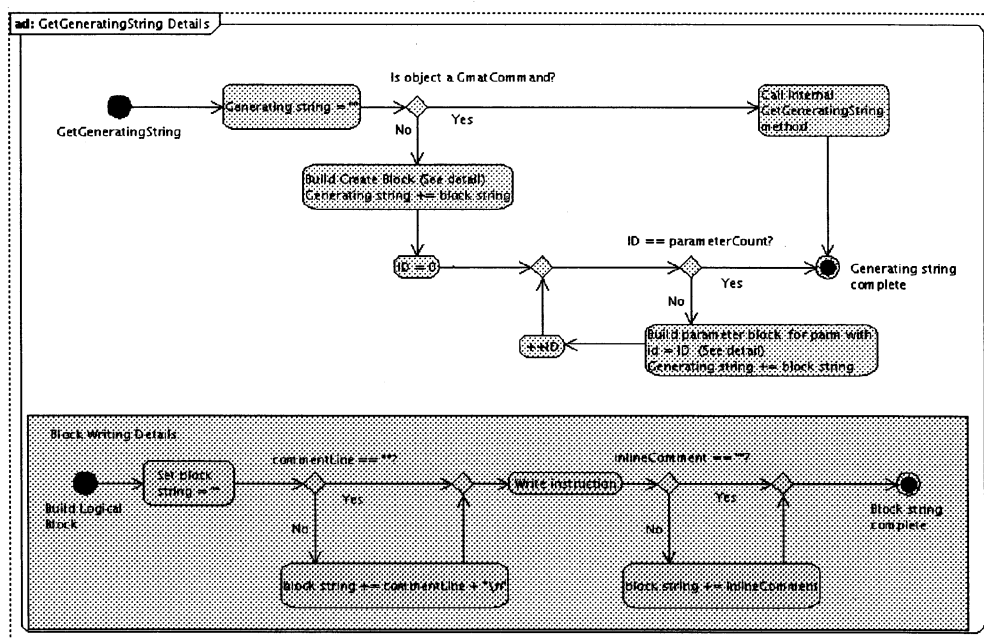 ad: GetGeneratingString Details
Is object a GmatCommand?
GetGeneratingString
Generating string = ""
Yes
No
Call internal
GetGeneratingString
method
Build Create Block (See detail)
Generating string += block string
ID = 0
ID == parameterCount?
Yes
No
Generating string
complete
++ID
Build parameter block for parm with
id = ID (See detail)
Generating string += block string
Block Writing Details
Build Logical
Block
Set block
string = ""
commentLine == ""?
Yes
No
block string += commentLine + "\n"
Write instruction
inlineComment == ""?
Yes
No
block string += inlineComment
Block string
complete